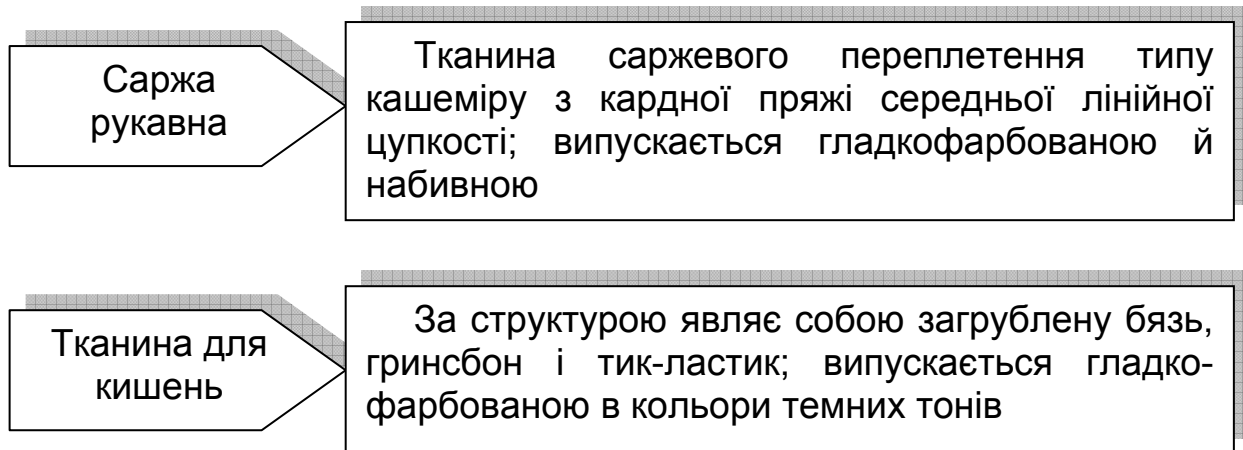 Саржа
рукавна
Тканина саржевого переплетення типу
кашеміру з кардної пряжі середньої лінійної
цупкості; випускається гладкофарбованою й
набивною
Тканина для
кишень
За структурою являє собою загрублену бязь,
гринсбон і тик-ластик; випускається гладко-
фарбованою в кольори темних тонів